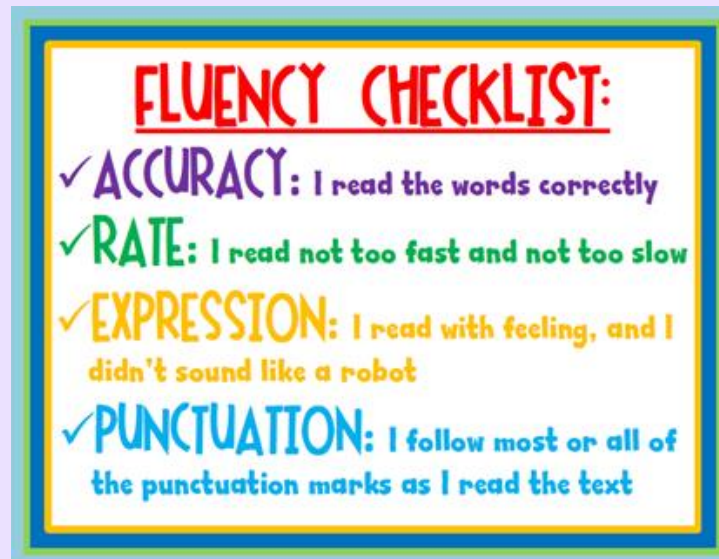 FLUENCY CHECKLIST:
✓ACCURACY: I read the words correctly
✓RATE: I read not too fast and not too slow
✓EXPRESSION: I read with feeling, and I
didn't sound like a robot
✓PUNCTUATION: I follow most or all of
the punctuation marks as I read the text